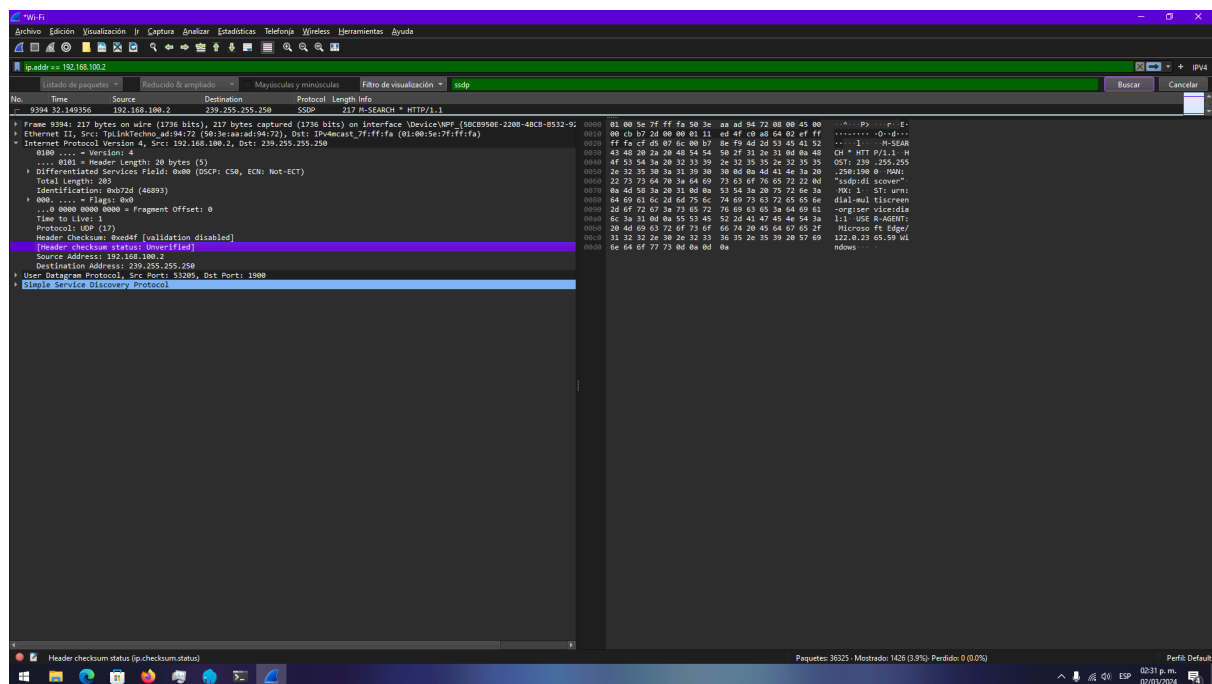 *Wi-Fi
Archivo Edición Visualización Ir Captura Analizar Estadísticas Telefonía Wireless Herramientas Ayuda
ip.addr == 192.168.100.2
+ IPV4
Listado de paquetes Reducido & ampliado Mayúsculas y minúsculas Filtro de visualización ssdp Buscar Cancelar
No. Time Source Destination Protocol Length Info
9394 32.149356 192.168.100.2 239.255.255.250 SSDP 217 M-SEARCH * HTTP/1.1
Frame 9394: 217 bytes on wire (1736 bits), 217 bytes captured (1736 bits) on interface \Device\NPF_{5BCB950E-220B-4BCB-B532-92
Ethernet II, Src: TpLinkTechno_ad:94:72 (50:3e:aa:ad:94:72), Dst: IPv4mcast_7f:ff:fa (01:00:5e:7f:ff:fa)
Internet Protocol Version 4, Src: 192.168.100.2, Dst: 239.255.255.250
0100 .... = Version: 4
.... 0101 = Header Length: 20 bytes (5)
Differentiated Services Field: 0x00 (DSCP: CS0, ECN: Not-ECT)
Total Length: 203
Identification: 0xb72d (46893)
000. .... = Flags: 0x0
...0 0000 0000 0000 = Fragment Offset: 0
Time to Live: 1
Protocol: UDP (17)
Header Checksum: 0xed4f [validation disabled]
[Header checksum status: Unverified]
Source Address: 192.168.100.2
Destination Address: 239.255.255.250
User Datagram Protocol, Src Port: 53205, Dst Port: 1900
Simple Service Discovery Protocol
0000 01 00 5e 7f ff fa 50 3e aa ad 94 72 08 00 45 00 ··^···P> ···r··E·
0010 00 cb b7 2d 00 00 01 11 ed 4f c0 a8 64 02 ef ff ···-···· ·O··d···
0020 ff fa cf d5 07 6c 00 b7 8e f9 4d 2d 53 45 41 52 ·····l·· ··M-SEAR
0030 43 48 20 2a 20 48 54 54 50 2f 31 2e 31 0d 0a 48 CH * HTT P/1.1··H
0040 4f 53 54 3a 20 32 33 39 2e 32 35 35 2e 32 35 35 OST: 239 .255.255
0050 2e 32 35 30 3a 31 39 30 30 0d 0a 4d 41 4e 3a 20 .250:190 0··MAN:
0060 22 73 73 64 70 3a 64 69 73 63 6f 76 65 72 22 0d "ssdp:di scover"·
0070 0a 4d 58 3a 20 31 0d 0a 53 54 3a 20 75 72 6e 3a ·MX: 1·· ST: urn:
0080 64 69 61 6c 2d 6d 75 6c 74 69 73 63 72 65 65 6e dial-mul tiscreen
0090 2d 6f 72 67 3a 73 65 72 76 69 63 65 3a 64 69 61 -org:ser vice:dia
00a0 6c 3a 31 0d 0a 55 53 45 52 2d 41 47 45 4e 54 3a l:1··USE R-AGENT:
00b0 20 4d 69 63 72 6f 73 6f 66 74 20 45 64 67 65 2f Microso ft Edge/
00c0 31 32 32 2e 30 2e 32 33 36 35 2e 35 39 20 57 69 122.0.23 65.59 Wi
00d0 6e 64 6f 77 73 0d 0a 0d 0a ndows··· ·
Header checksum status (ip.checksum.status) Paquetes: 36325 · Mostrado: 1426 (3.9%)· Perdido: 0 (0.0%) Perfil: Default
ESP 02:31 p. m.
02/03/2024